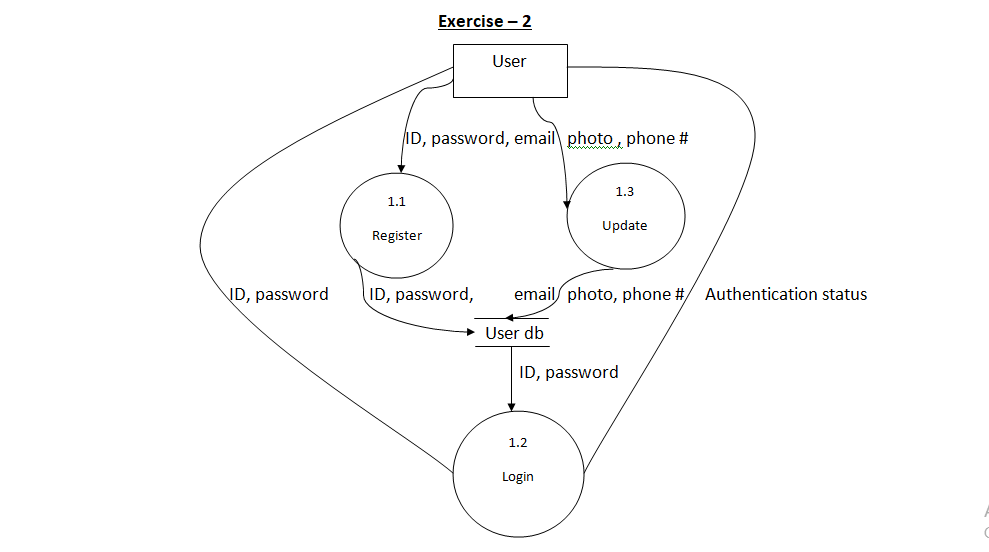 Exercise – 2
User
ID, password, email
photo , phone #
1.1
Register
1.3
Update
ID, password
ID, password,
email
photo, phone #
Authentication status
User db
ID, password
1.2
Login